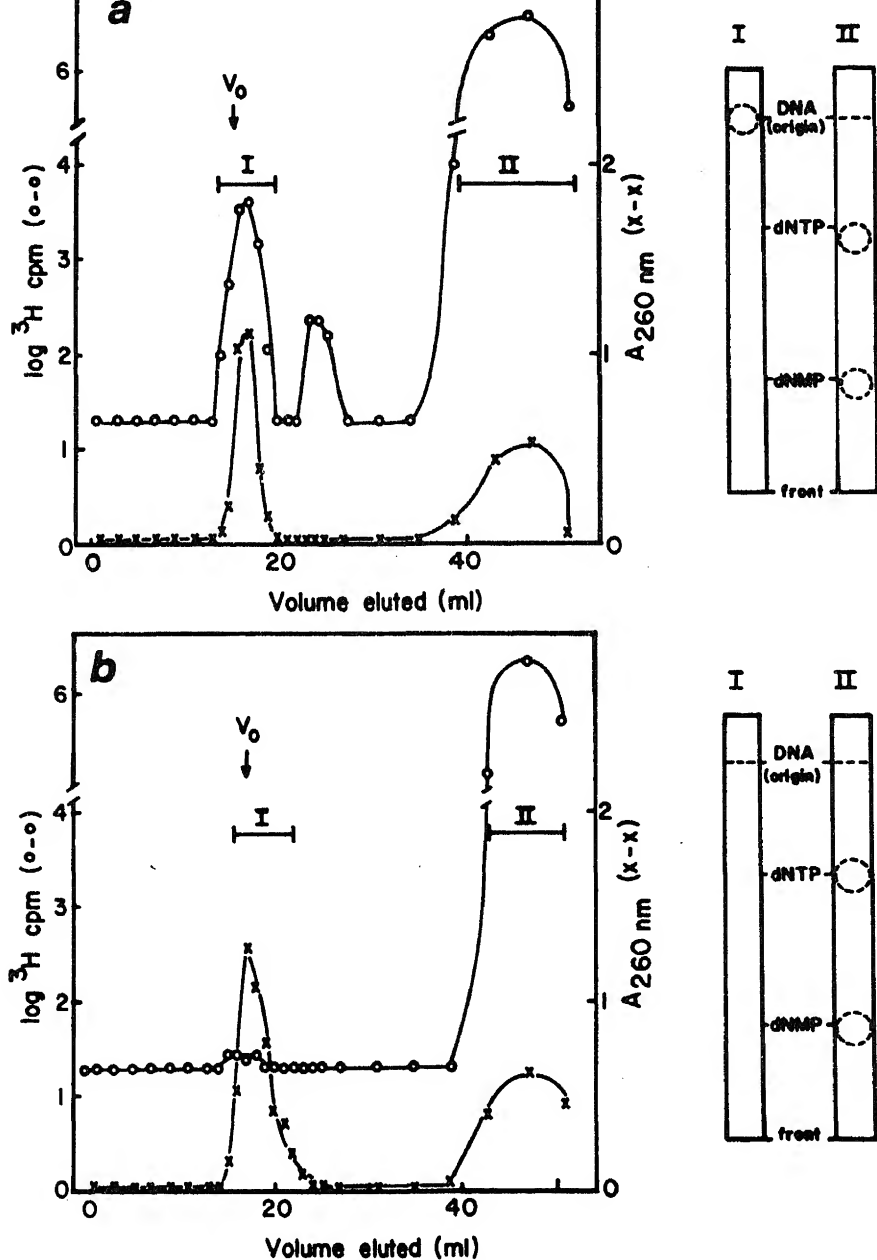 a
I II
6
V₀
DNA
(origin)
4 I II 2
dNTP
3
log ³H cpm (o-o)
A₂₆₀ nm (x-x)
2 1
dNMP
1
front
0 0
0 20 40
Volume eluted (ml)
b
I II
6
V₀
DNA
(origin)
4 I II 2
dNTP
3
log ³H cpm (o-o)
A₂₆₀ nm (x-x)
2 1
dNMP
1
front
0 0
0 20 40
Volume eluted (ml)